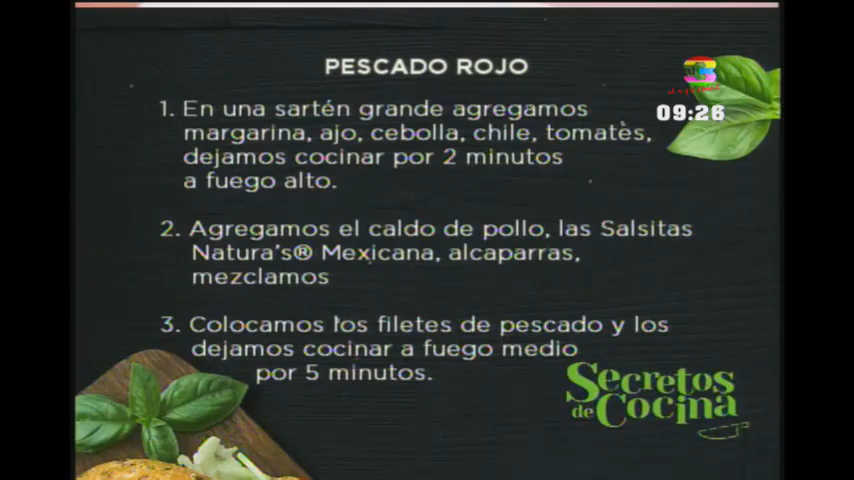 PESCADO ROJO
09:26
1. En una sartén grande agregamos
margarina, ajo, cebolla, chile, tomates,
dejamos cocinar por 2 minutos
a fuego alto.
2. Agregamos el caldo de pollo, las Salsitas
Natura's® Mexicana, alcaparras,
mezclamos
3. Colocamos los filetes de pescado y los
dejamos cocinar a fuego medio
por 5 minutos.
Secretos
de Cocina